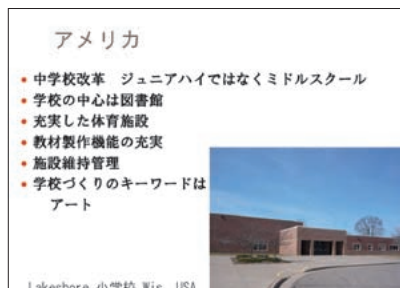 アメリカ
• 中学校改革　ジュニアハイではなくミドルスクール
• 学校の中心は図書館
• 充実した体育施設
• 教材製作機能の充実
• 施設維持管理
• 学校づくりのキーワードは
アート
Lakeshore 小学校 Wis. USA